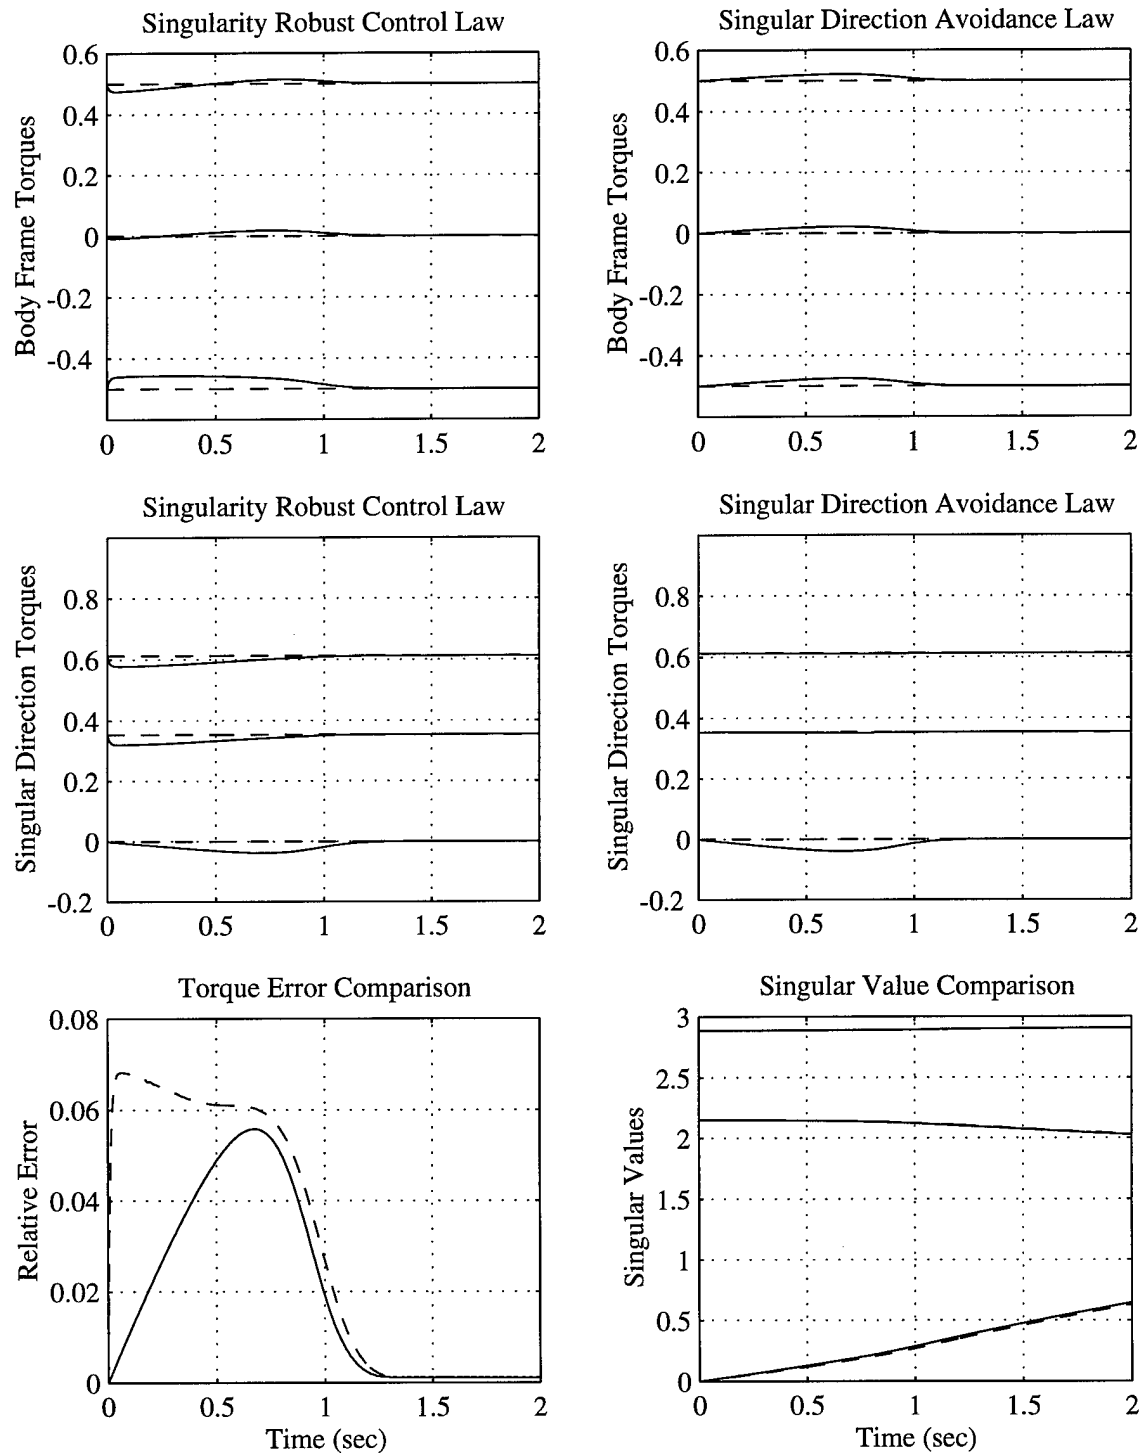 Singularity Robust Control Law
Body Frame Torques
0.6
0.4
0.2
0
-0.2
-0.4
0 0.5 1 1.5 2
Singular Direction Avoidance Law
Body Frame Torques
0.6
0.4
0.2
0
-0.2
-0.4
0 0.5 1 1.5 2
Singularity Robust Control Law
Singular Direction Torques
0.8
0.6
0.4
0.2
0
-0.2
0 0.5 1 1.5 2
Singular Direction Avoidance Law
Singular Direction Torques
0.8
0.6
0.4
0.2
0
-0.2
0 0.5 1 1.5 2
Torque Error Comparison
Relative Error
0.08
0.06
0.04
0.02
0
0 0.5 1 1.5 2
Time (sec)
Singular Value Comparison
Singular Values
3
2.5
2
1.5
1
0.5
0
0 0.5 1 1.5 2
Time (sec)